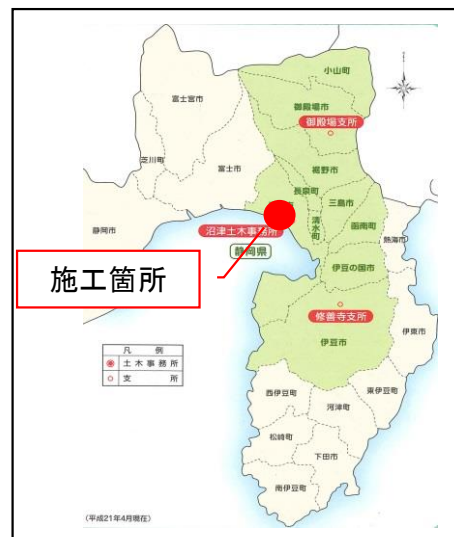 小山町
富士宮市
御殿場市
御殿場支所
裾野市
芝川町
富士市
長泉町
三島市
清水町
函南町
静岡市
沼津土木事務所
熱海市
静岡県
伊豆の国市
施工箇所
修善寺支所
伊豆市
伊東市
凡 例
土木事務所
支 所
西伊豆町
東伊豆町
河津町
松崎町
下田市
南伊豆町
(平成21年4月現在)